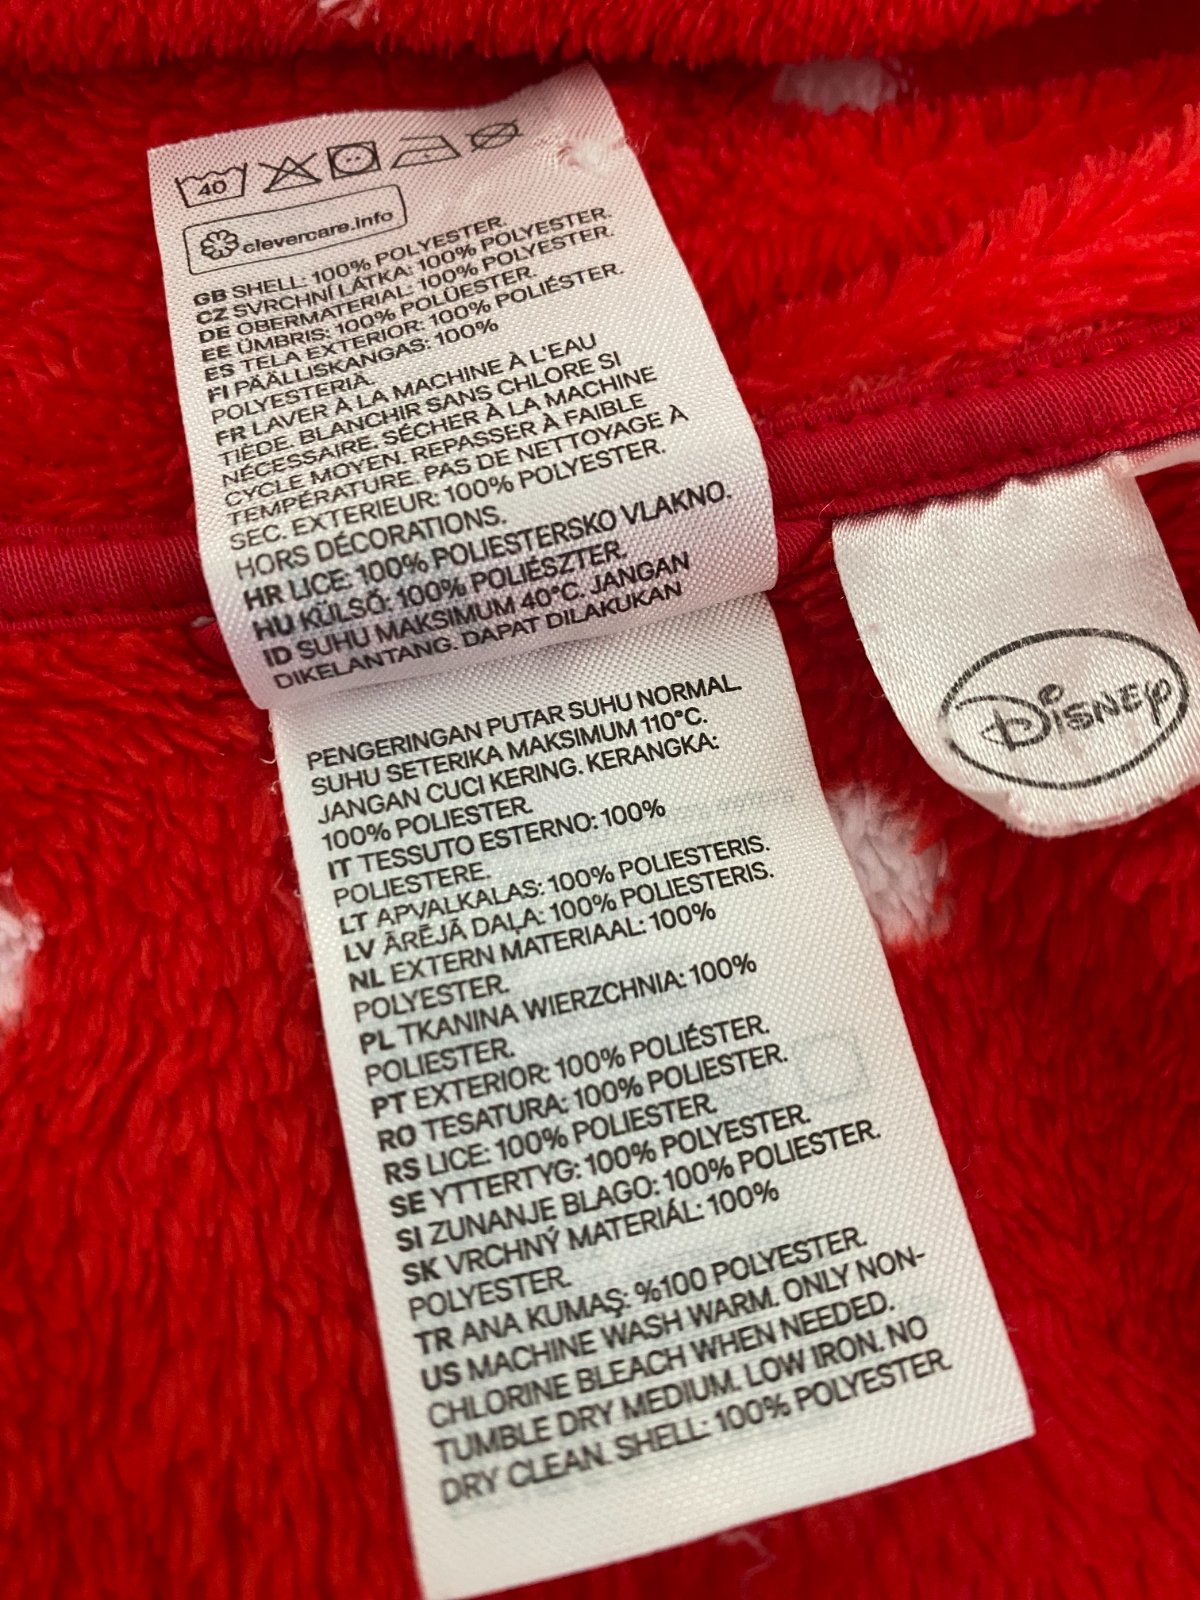 40
clevercare.info
GB SHELL: 100% POLYESTER.
CZ SVRCHNÍ LÁTKA: 100% POLYESTER.
DE OBERMATERIAL: 100% POLYESTER.
EE ÜMBRIS: 100% POLÜESTER.
ES TELA EXTERIOR: 100% POLIÉSTER.
FI PÄÄLLISKANGAS: 100%
POLYESTERIÄ.
FR LAVER À LA MACHINE À L'EAU
TIÈDE. BLANCHIR SANS CHLORE SI
NÉCESSAIRE. SÉCHER À LA MACHINE
CYCLE MOYEN. REPASSER À FAIBLE
TEMPÉRATURE. PAS DE NETTOYAGE À
SEC. EXTERIEUR: 100% POLYESTER.
HORS DÉCORATIONS.
HR LICE: 100% POLIESTERSKO VLAKNO.
HU KÜLSŐ: 100% POLIÉSZTER.
ID SUHU MAKSIMUM 40°C. JANGAN
DIKELANTANG. DAPAT DILAKUKAN
PENGERINGAN PUTAR SUHU NORMAL.
SUHU SETERIKA MAKSIMUM 110°C.
JANGAN CUCI KERING. KERANGKA:
100% POLIESTER.
IT TESSUTO ESTERNO: 100%
POLIESTERE.
LT APVALKALAS: 100% POLIESTERIS.
LV ĀRĒJĀ DAĻA: 100% POLIESTERIS.
NL EXTERN MATERIAAL: 100%
POLYESTER.
PL TKANINA WIERZCHNIA: 100%
POLIESTER.
PT EXTERIOR: 100% POLIÉSTER.
RO TESATURA: 100% POLIESTER.
RS LICE: 100% POLIESTER.
SE YTTERTYG: 100% POLYESTER.
SI ZUNANJE BLAGO: 100% POLIESTER.
SK VRCHNÝ MATERIÁL: 100%
POLYESTER.
TR ANA KUMAŞ: %100 POLYESTER.
US MACHINE WASH WARM. ONLY NON-
CHLORINE BLEACH WHEN NEEDED.
TUMBLE DRY MEDIUM. LOW IRON. NO
DRY CLEAN. SHELL: 100% POLYESTER.
Disney